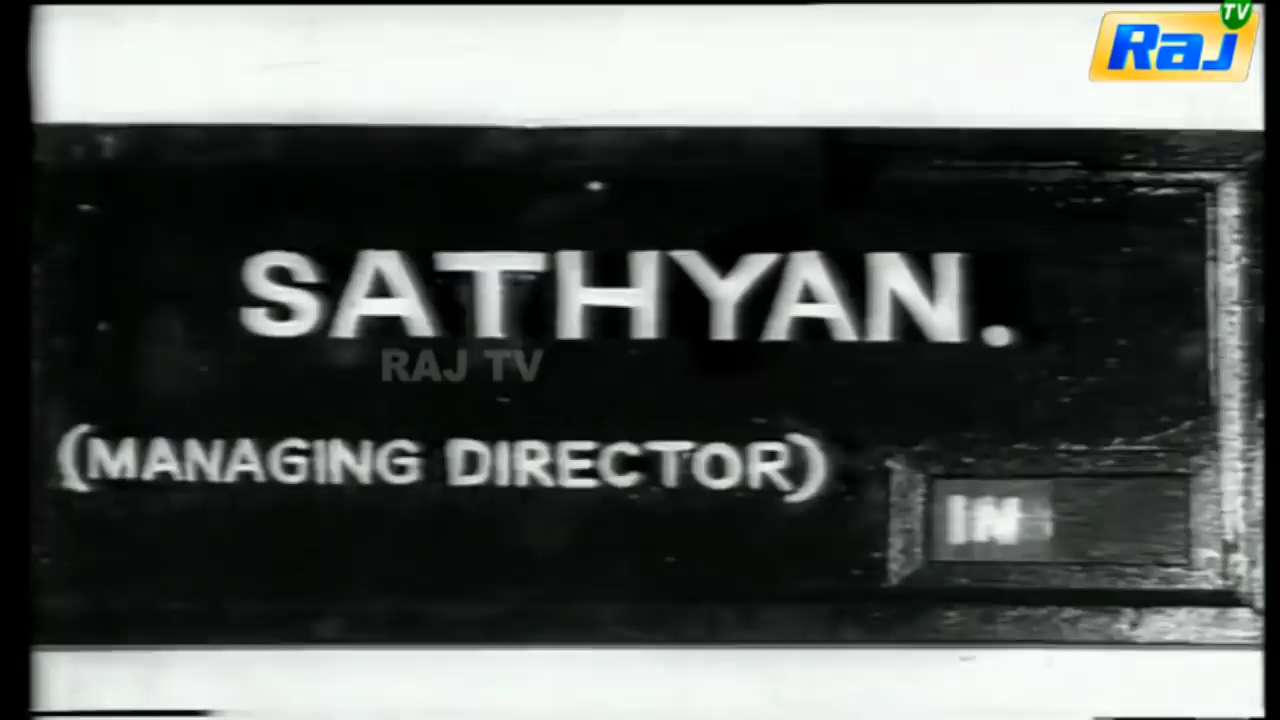 Raj TV
SATHYAN.
RAJ TV
(MANAGING DIRECTOR)
IN